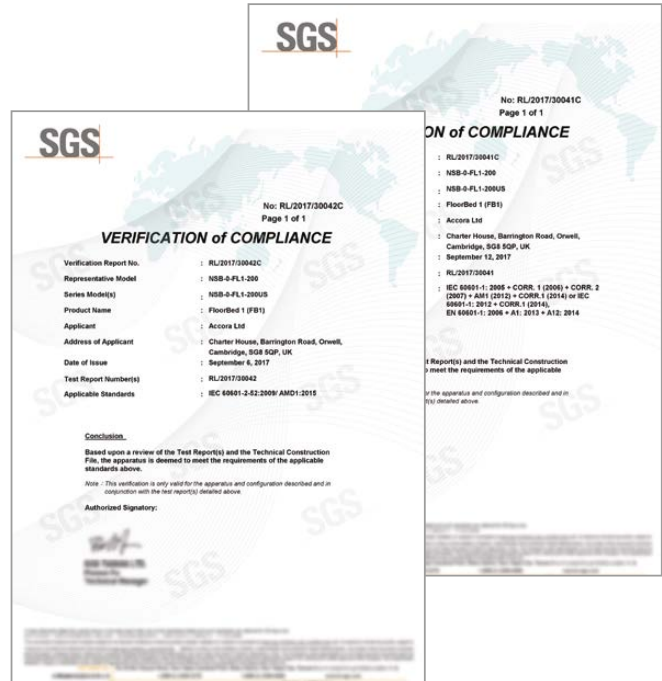 SGS
No: RL/2017/30041C
Page 1 of 1
ON of COMPLIANCE
: RL/2017/30041C
: NSB-0-FL1-200
: NSB-0-FL1-200US
: FloorBed 1 (FB1)
: Accora Ltd
: Charter House, Barrington Road, Orwell,
Cambridge, SG8 5QP, UK
: September 12, 2017
: RL/2017/30041
: IEC 60601-1: 2005 + CORR. 1 (2006) + CORR. 2
(2007) + AM1 (2012) + CORR.1 (2014) or IEC
60601-1: 2012 + CORR.1 (2014),
EN 60601-1: 2006 + A1: 2013 + A12: 2014
t Report(s) and the Technical Construction
o meet the requirements of the applicable
or the apparatus and configuration described and in
rt(s) detailed above.
SGS
No: RL/2017/30042C
Page 1 of 1
VERIFICATION of COMPLIANCE
Verification Report No. : RL/2017/30042C
Representative Model : NSB-0-FL1-200
Series Model(s) : NSB-0-FL1-200US
Product Name : FloorBed 1 (FB1)
Applicant : Accora Ltd
Address of Applicant : Charter House, Barrington Road, Orwell,
Cambridge, SG8 5QP, UK
Date of Issue : September 6, 2017
Test Report Number(s) : RL/2017/30042
Applicable Standards : IEC 60601-2-52:2009/ AMD1:2015
Conclusion
Based upon a review of the Test Report(s) and the Technical Construction
File, the apparatus is deemed to meet the requirements of the applicable
standards above.
Note : This verification is only valid for the apparatus and configuration described and in
conjunction with the test report(s) detailed above.
Authorized Signatory: